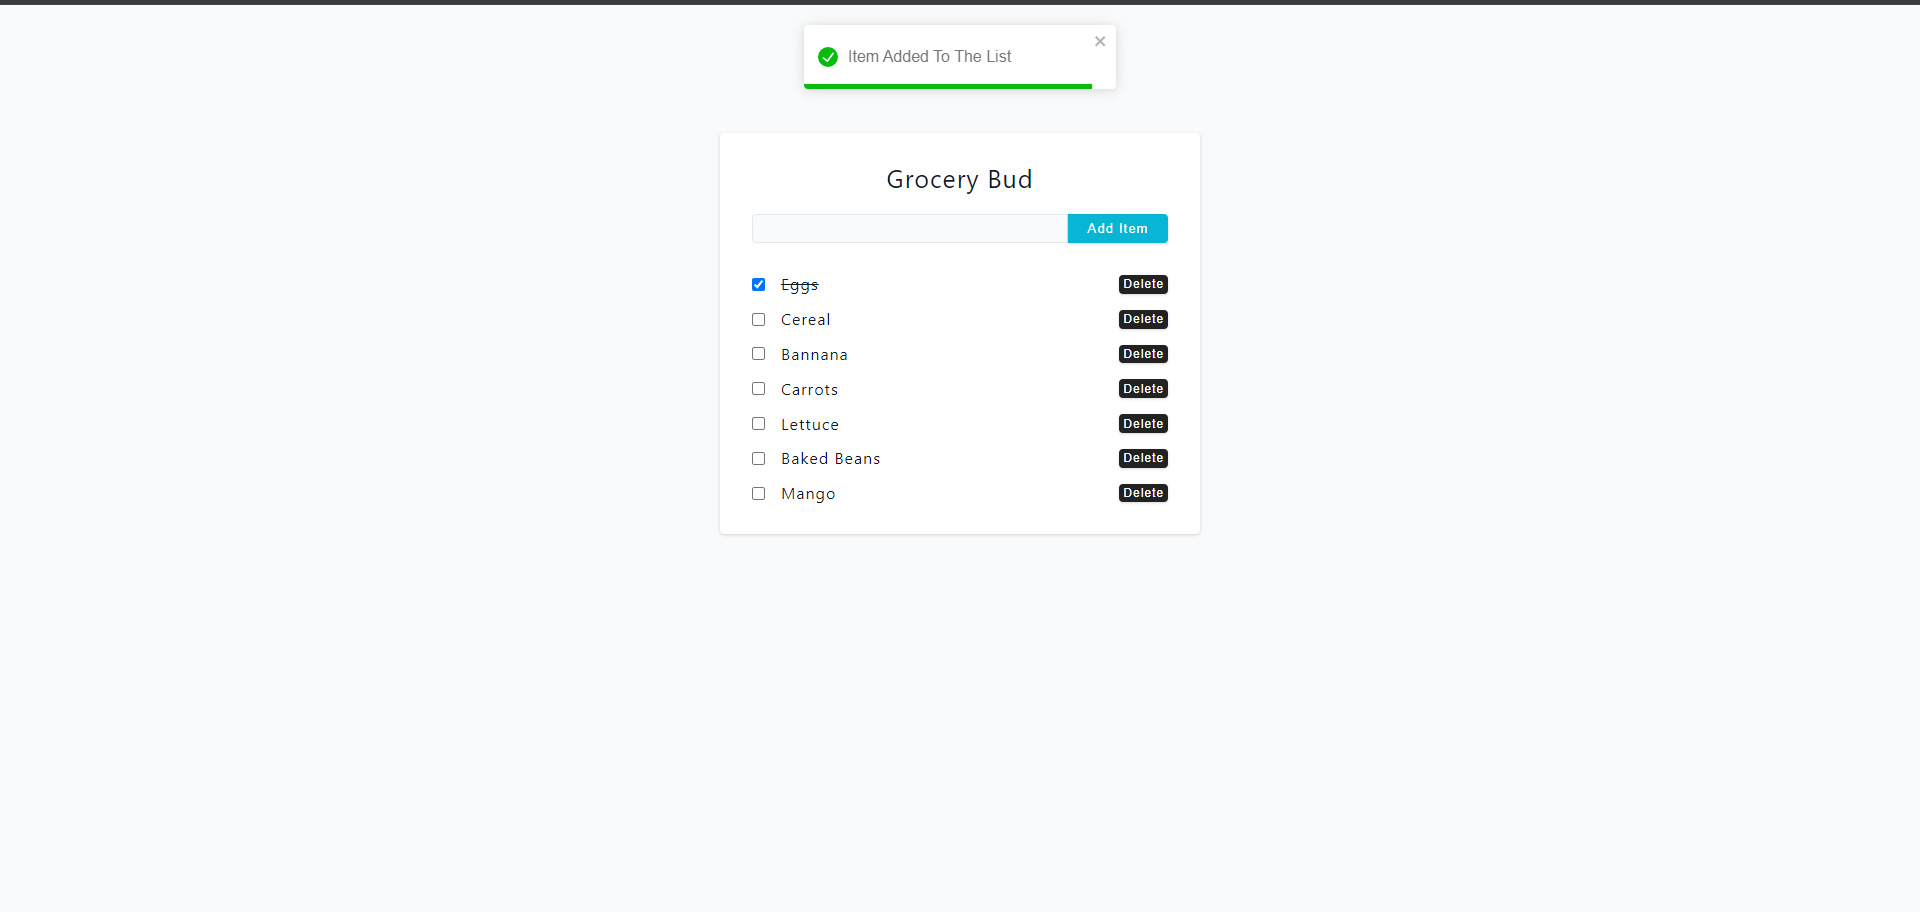 Item Added To The List
Grocery Bud
Add Item
Eggs Delete
Cereal Delete
Bannana Delete
Carrots Delete
Lettuce Delete
Baked Beans Delete
Mango Delete